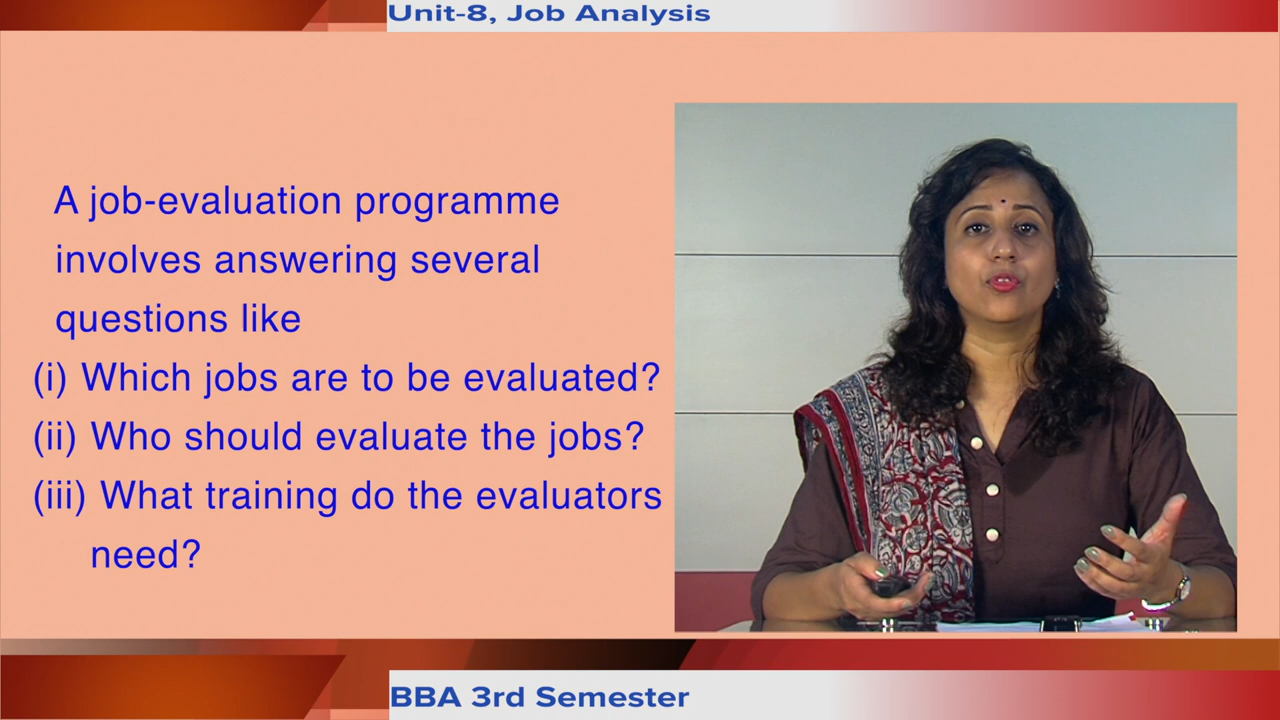 Unit-8, Job Analysis
A job-evaluation programme
involves answering several
questions like
(i) Which jobs are to be evaluated?
(ii) Who should evaluate the jobs?
(iii) What training do the evaluators
need?
BBA 3rd Semester